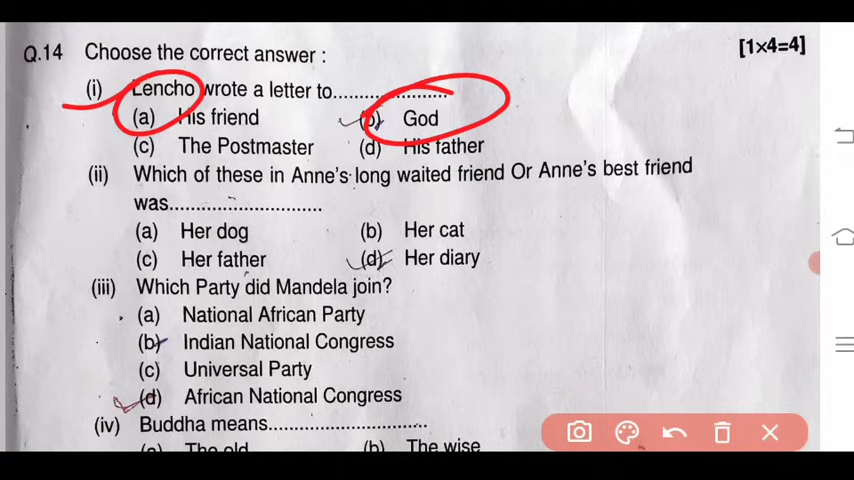 Q.14 Choose the correct answer : [1×4=4]
(i) Lencho wrote a letter to.........................
(a) His friend (b) God
(c) The Postmaster (d) His father
(ii) Which of these in Anne's long waited friend Or Anne's best friend
was............................
(a) Her dog (b) Her cat
(c) Her father (d) Her diary
(iii) Which Party did Mandela join?
(a) National African Party
(b) Indian National Congress
(c) Universal Party
(d) African National Congress
(iv) Buddha means.............................
(a) The old (b) The wise